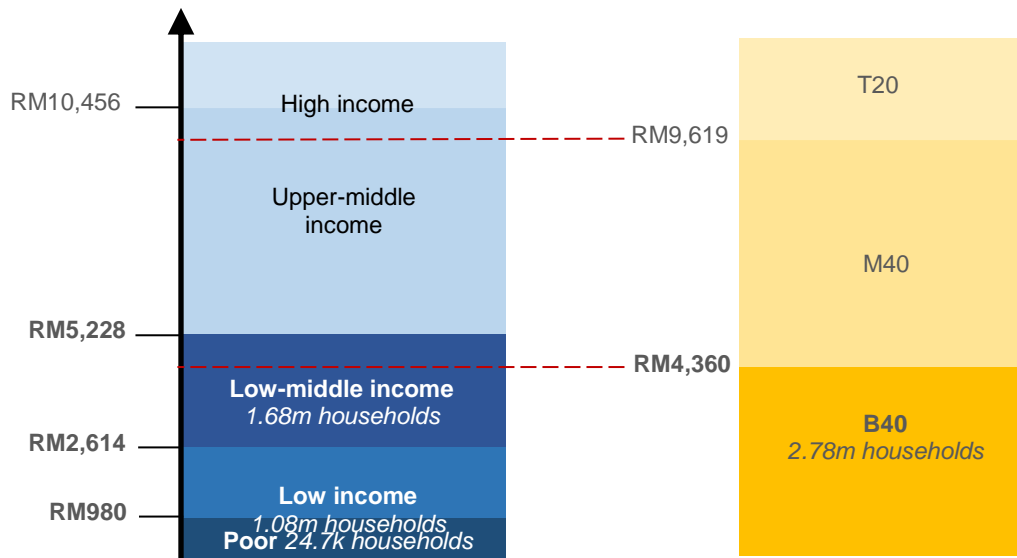 T20
RM10,456
High income
RM9,619
Upper-middle
income
M40
RM5,228
RM4,360
Low-middle income
1.68m households
B40
2.78m households
RM2,614
Low income
1.08m households
RM980
Poor 24.7k households